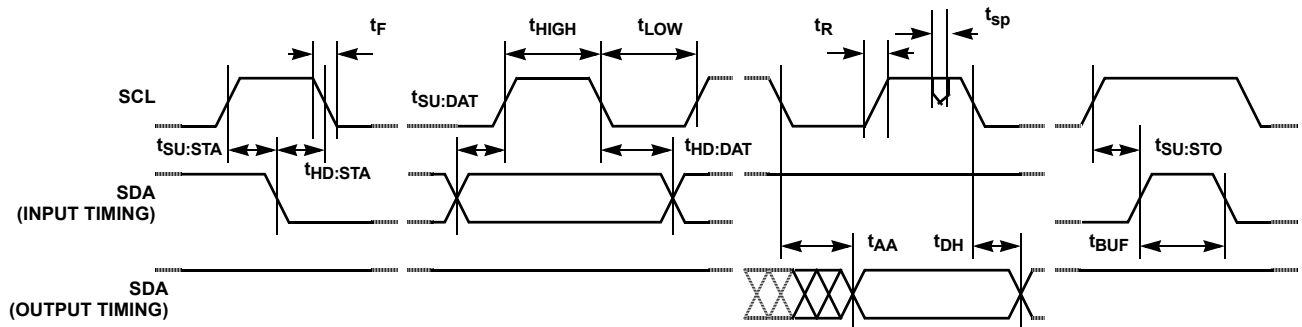 tF
tHIGH
tLOW
tR
tsp
SCL
tSU:DAT
tSU:STA
tHD:STA
tHD:DAT
tSU:STO
SDA
(INPUT TIMING)
tAA
tDH
tBUF
SDA
(OUTPUT TIMING)